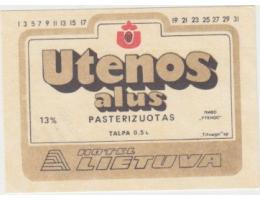 1 3 5 7 9 11 13 15 17 19 21 23 25 27 29 31
Utenos
alus
13% PASTERIZUOTAS
TALPA 0,5 L
HOTEL
LIETUVA